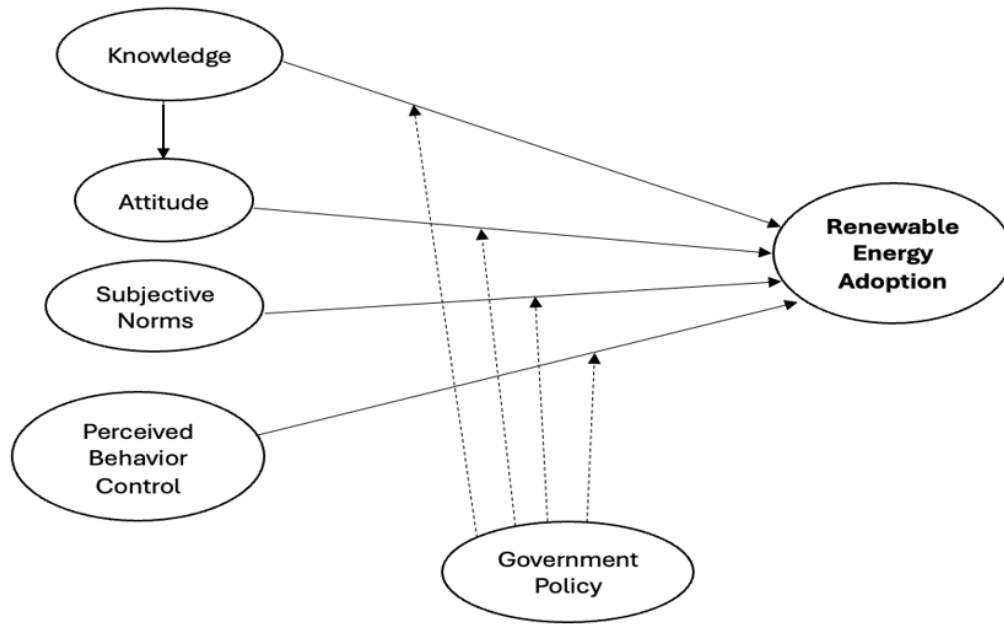 Knowledge
Attitude
Subjective
Norms
Perceived
Behavior
Control
Renewable
Energy
Adoption
Government
Policy